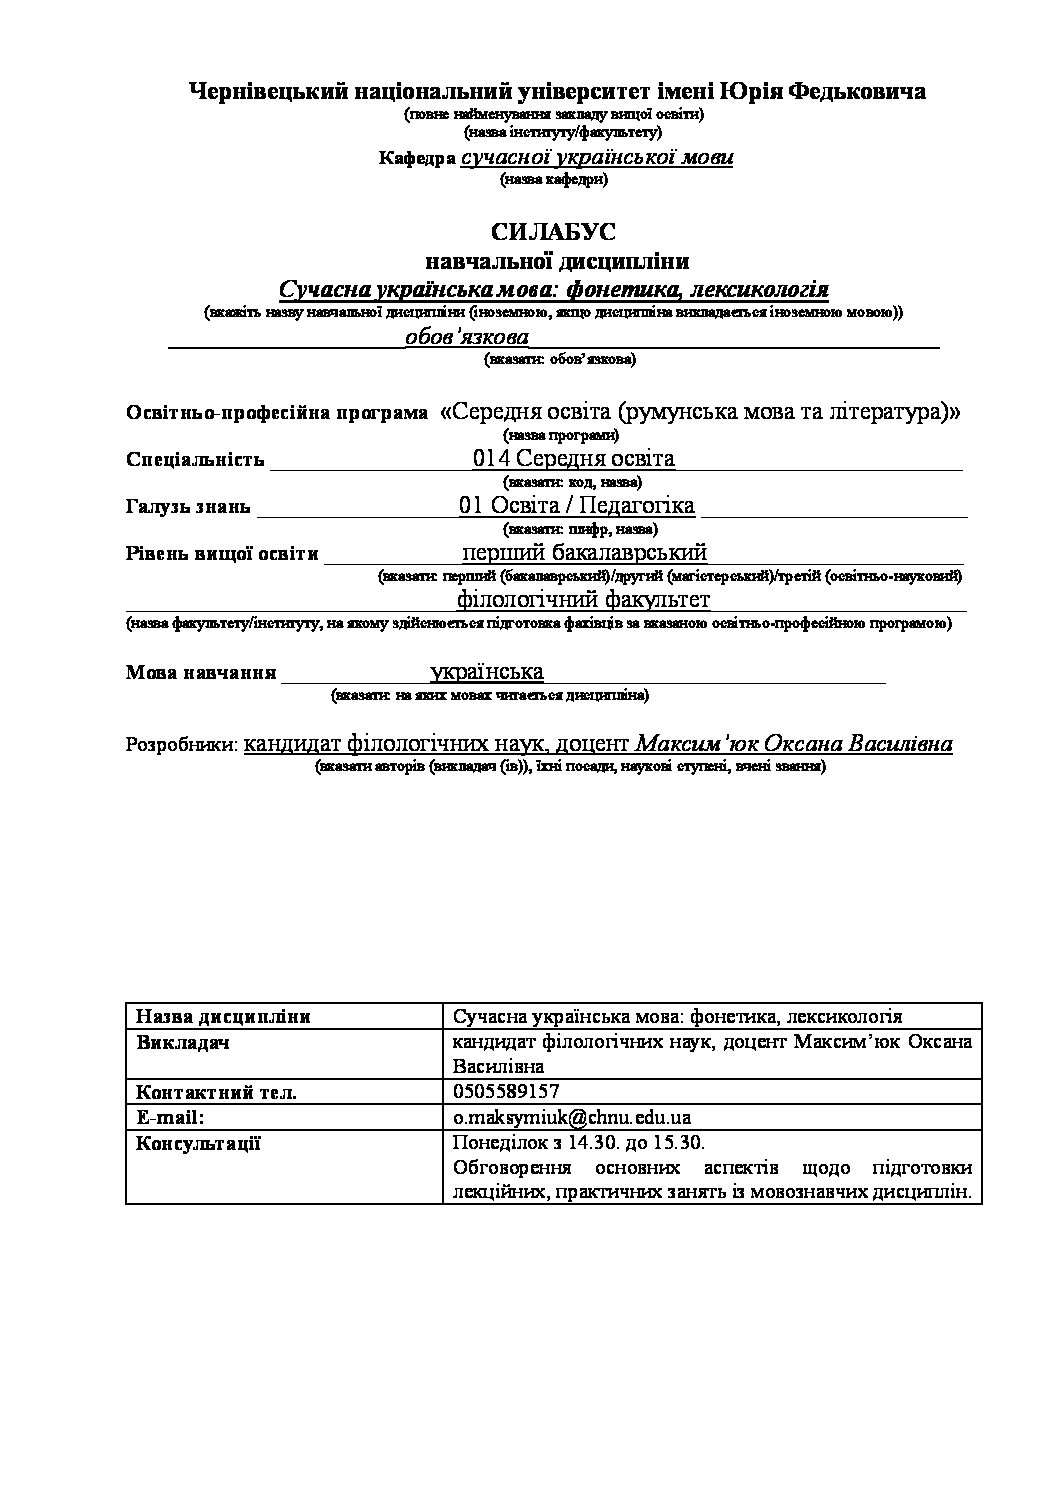 Чернівецький національний університет імені Юрія Федьковича
(повне найменування закладу вищої освіти)
(назва інституту/факультету)
Кафедра сучасної української мови
(назва кафедри)
СИЛАБУС
навчальної дисципліни
Сучасна українська мова: фонетика, лексикологія
(вкажіть назву навчальної дисципліни (іноземною, якщо дисципліна викладається іноземною мовою))
обов’язкова
(вказати: обов’язкова)
Освітньо-професійна програма «Середня освіта (румунська мова та література)»
(назва програми)
Спеціальність 014 Середня освіта
(вказати: код, назва)
Галузь знань 01 Освіта / Педагогіка
(вказати: шифр, назва)
Рівень вищої освіти перший бакалаврський
(вказати: перший (бакалаврський)/другий (магістерський)/третій (освітньо-науковий)
філологічний факультет
(назва факультету/інституту, на якому здійснюється підготовка фахівців за вказаною освітньо-професійною програмою)
Мова навчання українська
(вказати: на яких мовах читається дисципліна)
Розробники: кандидат філологічних наук, доцент Максим’юк Оксана Василівна
(вказати авторів (викладач (ів)), їхні посади, наукові ступені, вчені звання)
Назва дисципліни Сучасна українська мова: фонетика, лексикологія
Викладач кандидат філологічних наук, доцент Максим’юк Оксана
Василівна
Контактний тел. 0505589157
E-mail: o.maksymiuk@chnu.edu.ua
Консультації Понеділок з 14.30. до 15.30.
Обговорення основних аспектів щодо підготовки
лекційних, практичних занять із мовознавчих дисциплін.